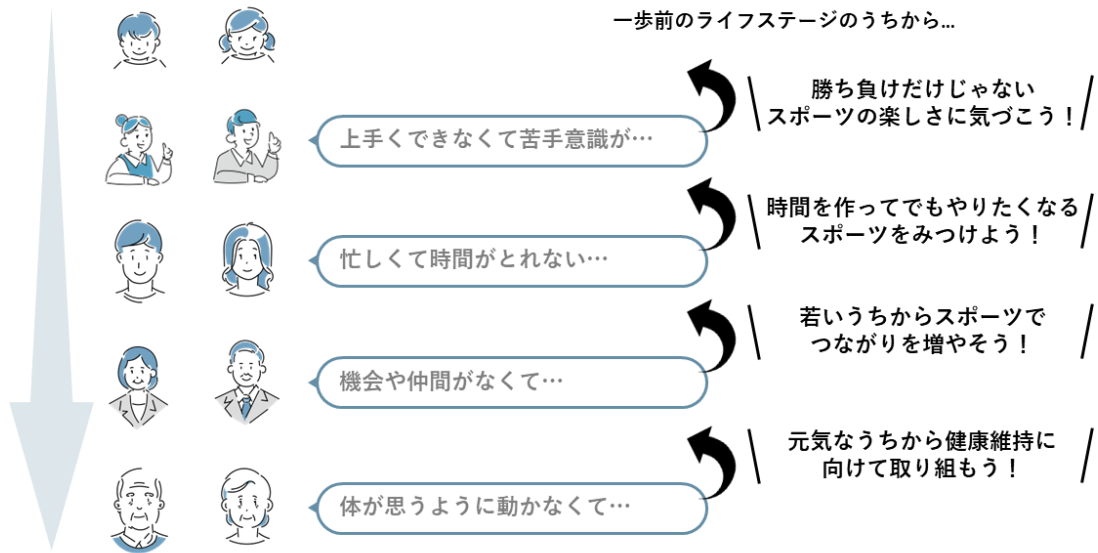 一歩前のライフステージのうちから…
勝ち負けだけじゃない
スポーツの楽しさに気づこう！
上手くできなくて苦手意識が…
時間を作ってでもやりたくなる
スポーツをみつけよう！
忙しくて時間がとれない…
若いうちからスポーツで
つながりを増やそう！
機会や仲間がなくて…
元気なうちから健康維持に
向けて取り組もう！
体が思うように動かなくて…